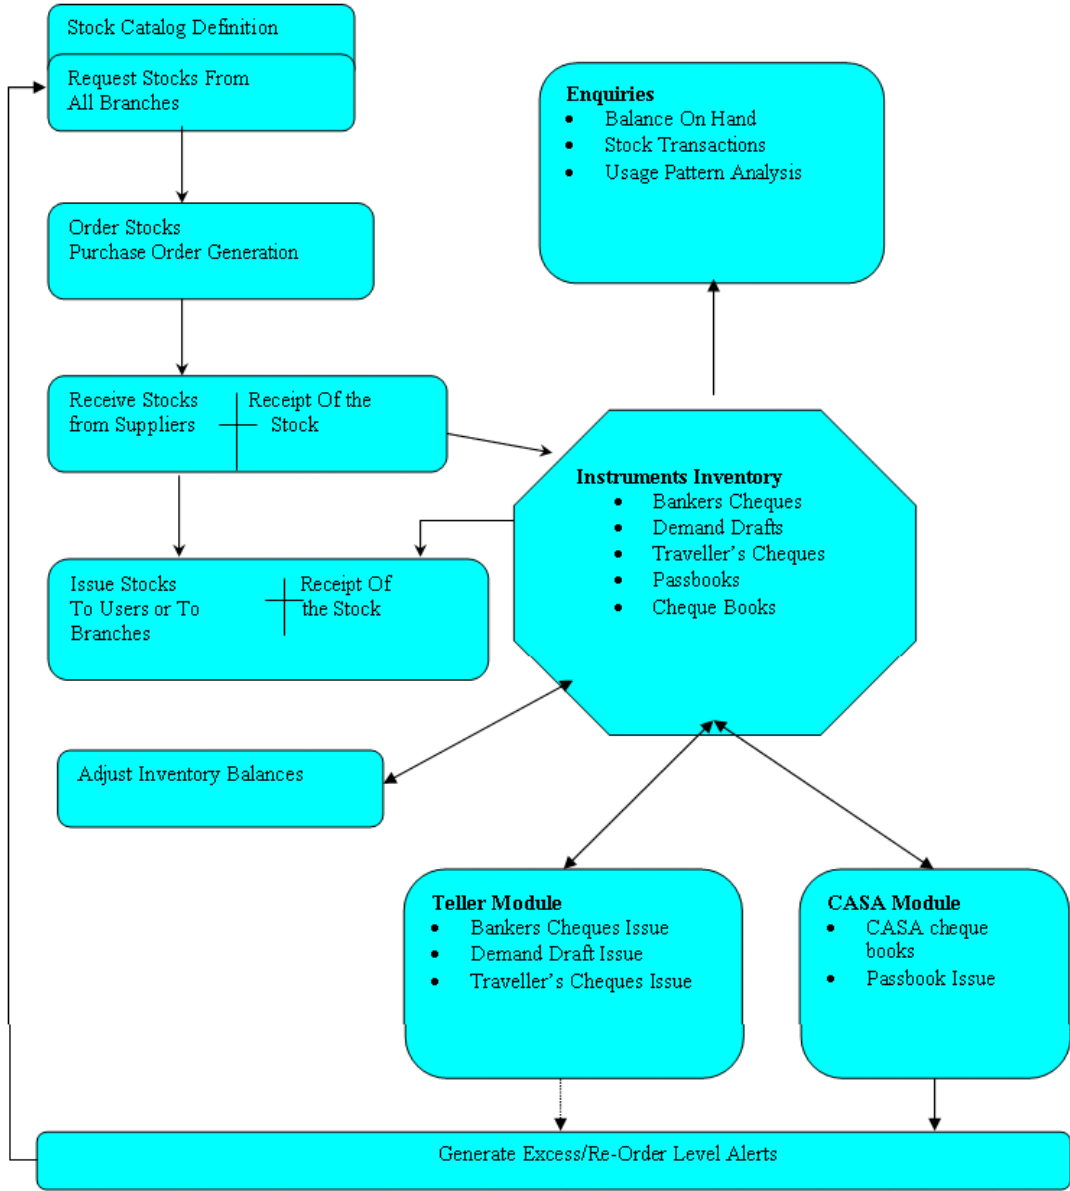 Stock Catalog Definition
Request Stocks From
All Branches
Enquiries
• Balance On Hand
• Stock Transactions
• Usage Pattern Analysis
Order Stocks
Purchase Order Generation
Receive Stocks
from Suppliers
Receipt Of the
Stock
Instruments Inventory
• Bankers Cheques
• Demand Drafts
• Traveller’s Cheques
• Passbooks
• Cheque Books
Issue Stocks
To Users or To
Branches
Receipt Of
the Stock
Adjust Inventory Balances
Teller Module
• Bankers Cheques Issue
• Demand Draft Issue
• Traveller’s Cheques Issue
CASA Module
• CASA cheque
books
• Passbook Issue
Generate Excess/Re-Order Level Alerts